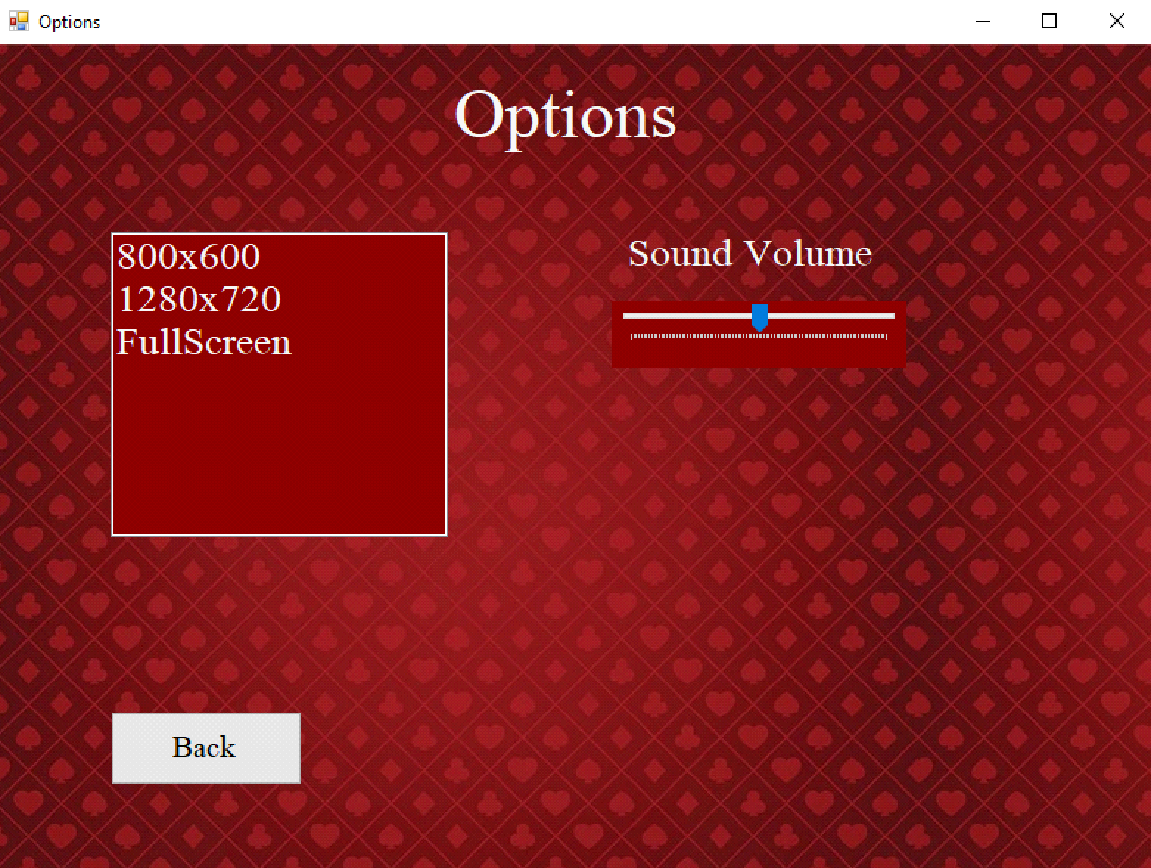 Options
Options
800x600
1280x720
FullScreen
Sound Volume
Back